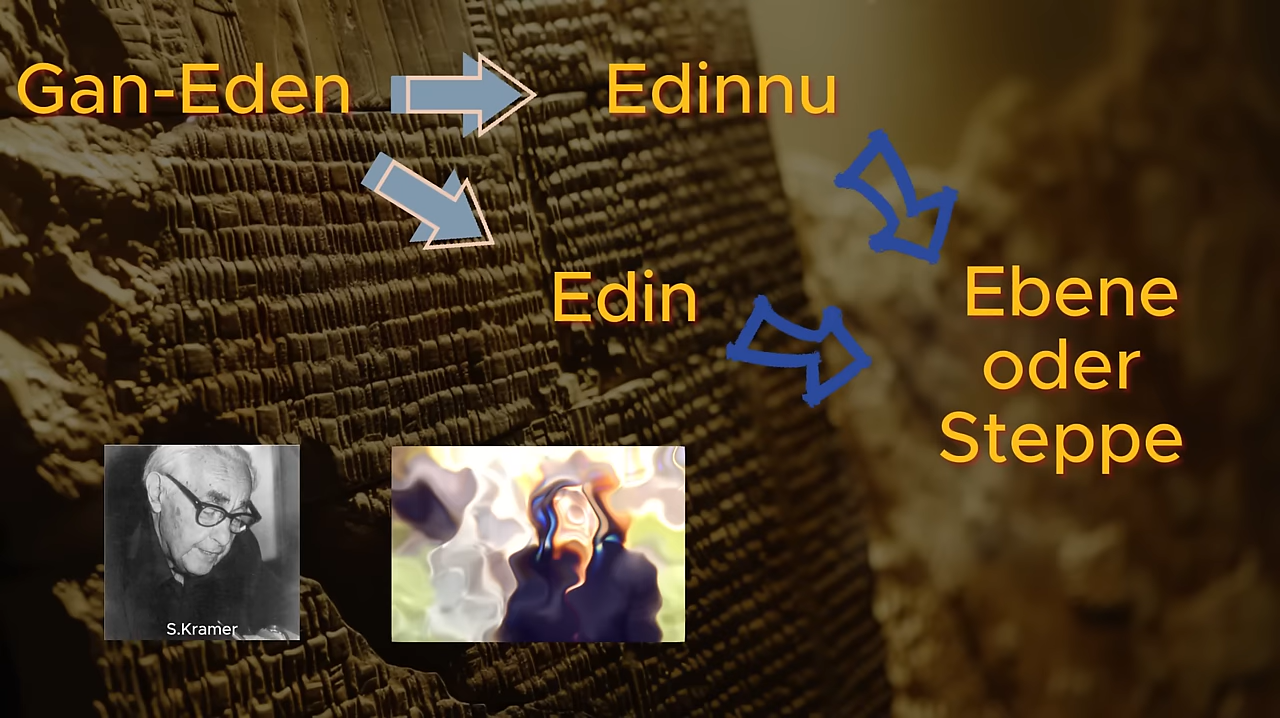 Gan-Eden
Edinnu
Edin
Ebene
oder
Steppe
S.Kramer